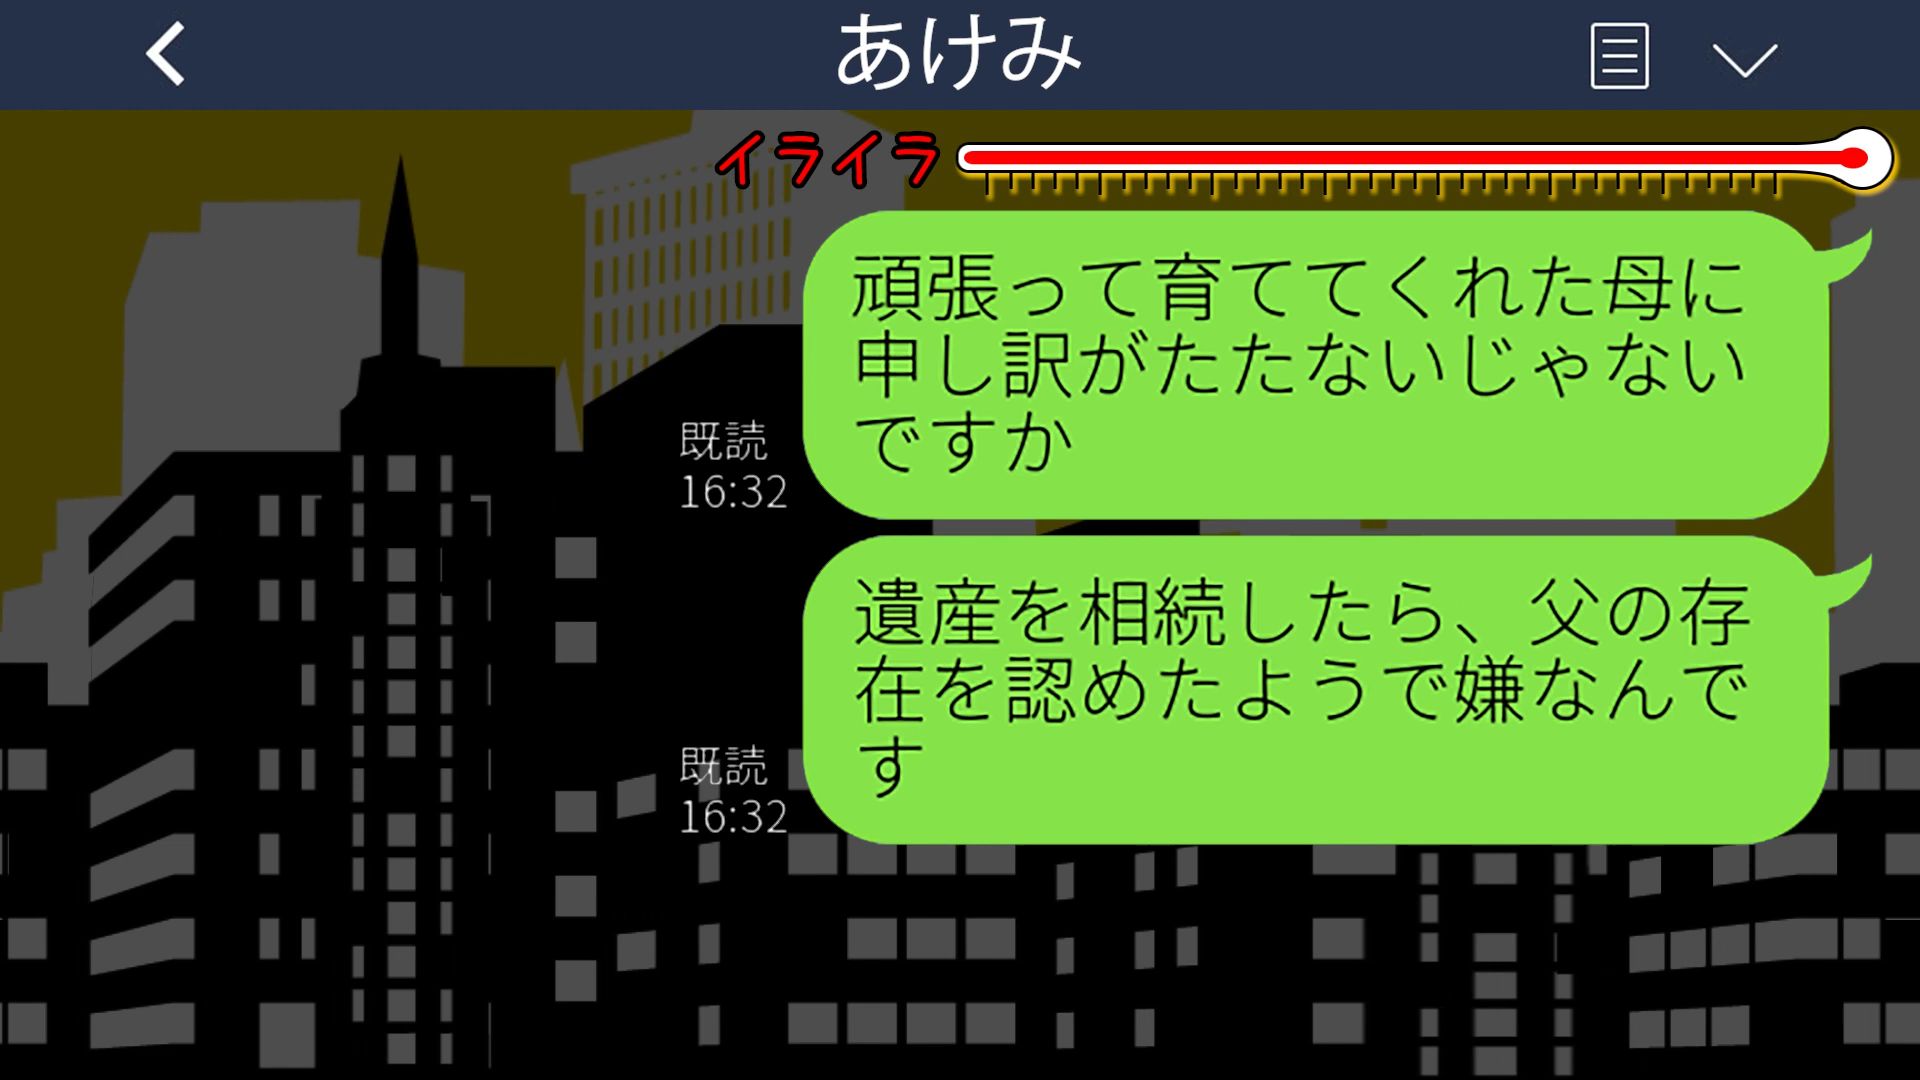 あけみ
イライラ
頑張って育ててくれた母に
申し訳がたたないじゃない
ですか
既読
16:32
遺産を相続したら、父の存
在を認めたようで嫌なんで
す
既読
16:32